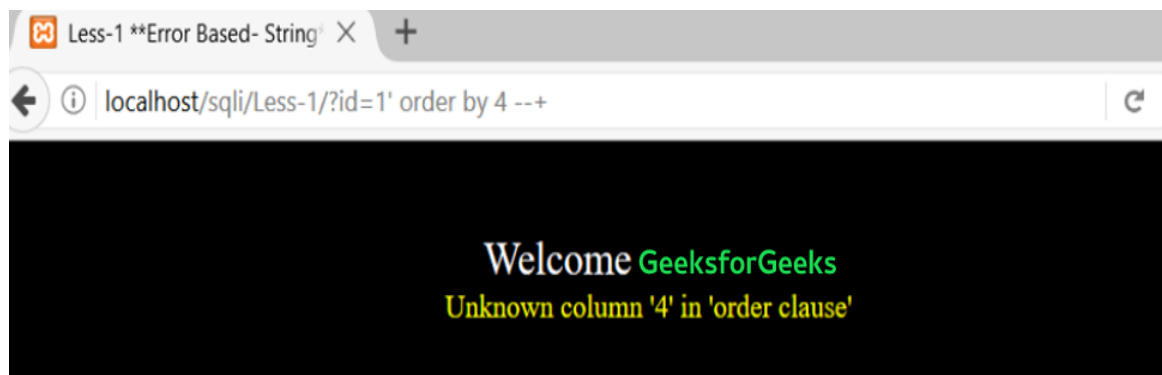 Less-1 **Error Based- String
localhost/sqli/Less-1/?id=1' order by 4 --+
Welcome GeeksforGeeks
Unknown column '4' in 'order clause'